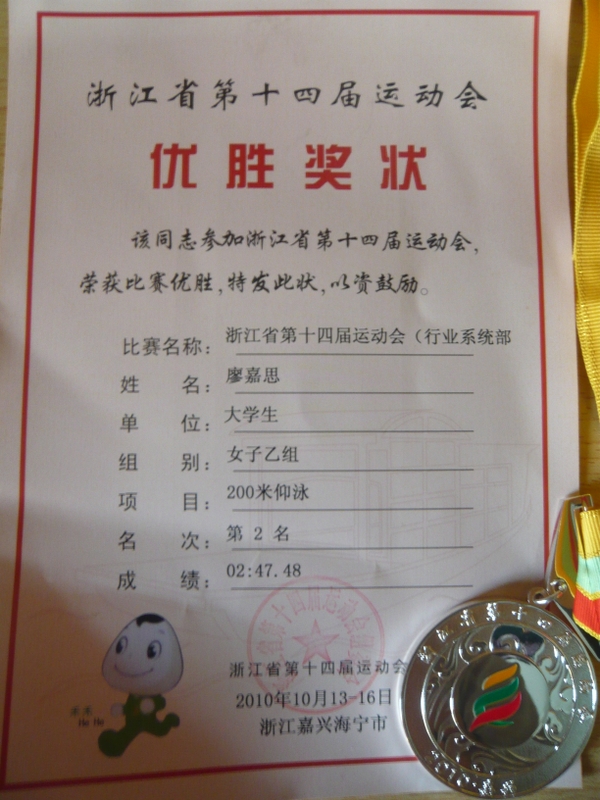 浙江省第十四届运动会
优胜奖状
该同志参加浙江省第十四届运动会,
荣获比赛优胜,特发此状,以资鼓励。
比赛名称：浙江省第十四届运动会（行业系统部
姓名：廖嘉思
单位：大学生
组别：女子乙组
项目：200米仰泳
名次：第 2 名
成绩：02:47.48
浙江省第十四届运动会
2010年10月13-16日
浙江嘉兴海宁市
禾禾
He He